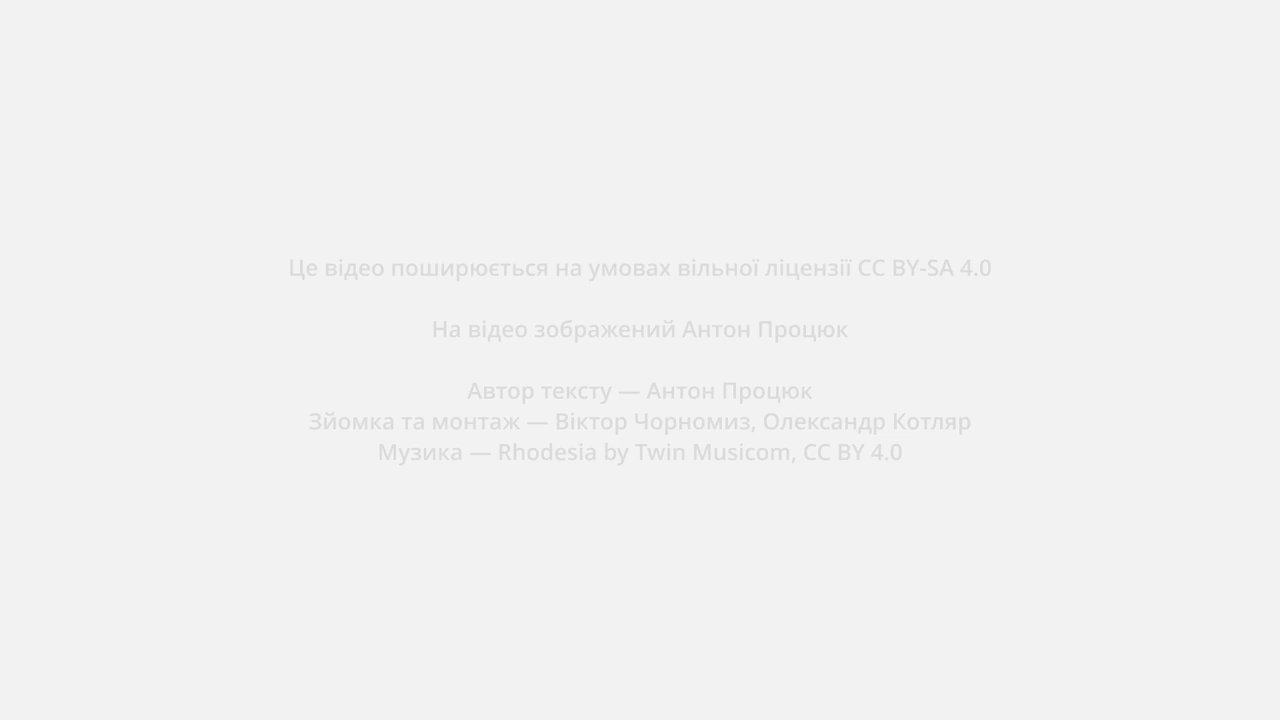 Це відео поширюється на умовах вільної ліцензії CC BY-SA 4.0
На відео зображений Антон Процюк
Автор тексту — Антон Процюк
Зйомка та монтаж — Віктор Чорномиз, Олександр Котляр
Музика — Rhodesia by Twin Musicom, CC BY 4.0